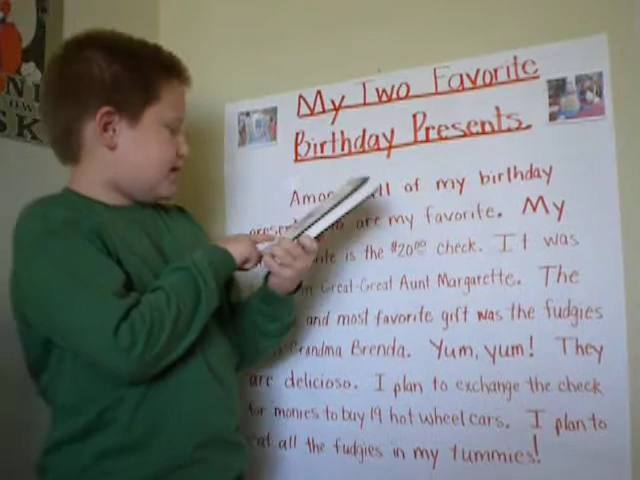 My Two Favorite
Birthday Presents
of my birthday
are my favorite. My
is the $20.00 check. It was
Great-Great Aunt Margarette. The
and most favorite gift was the fudgies
Grandma Brenda. Yum, yum! They
are delicioso. I plan to exchange the check
for monies to buy 19 hot wheel cars. I plan to
eat all the fudgies in my tummies!